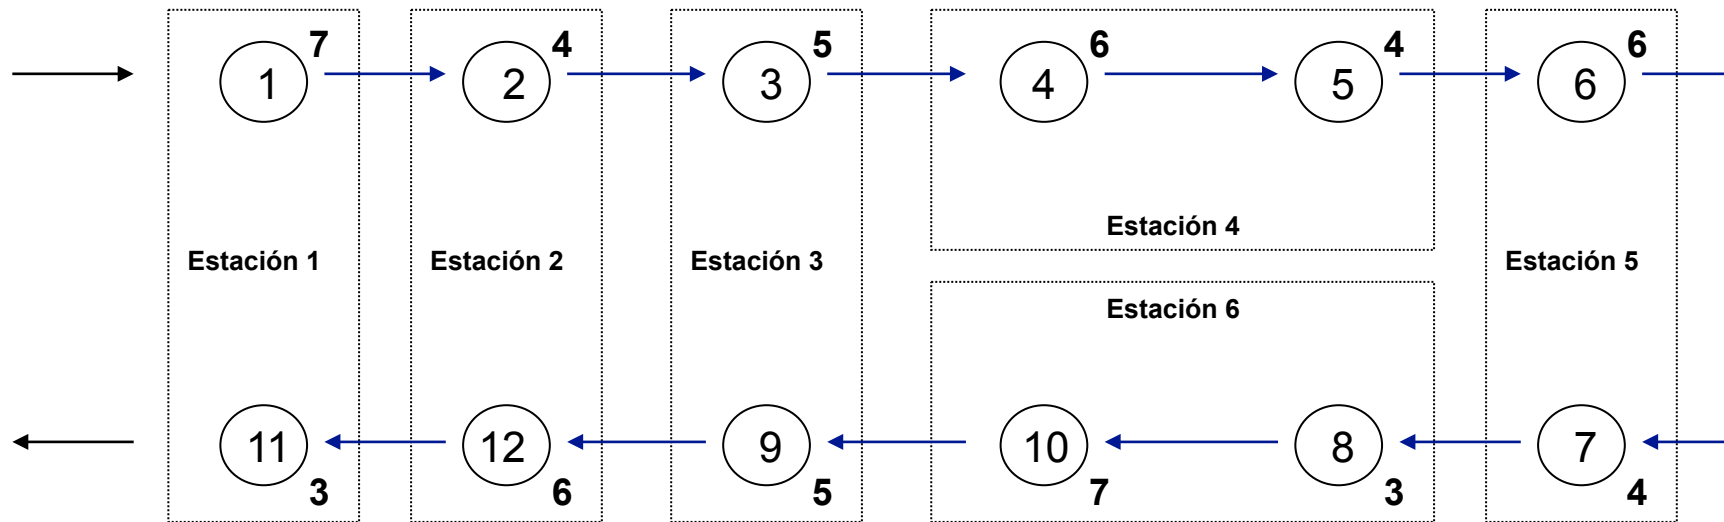 7 4 5 6 4 6
1 2 3 4 5 6
Estación 4
Estación 1 Estación 2 Estación 3 Estación 5
Estación 6
11 12 9 10 8 7
3 6 5 7 3 4